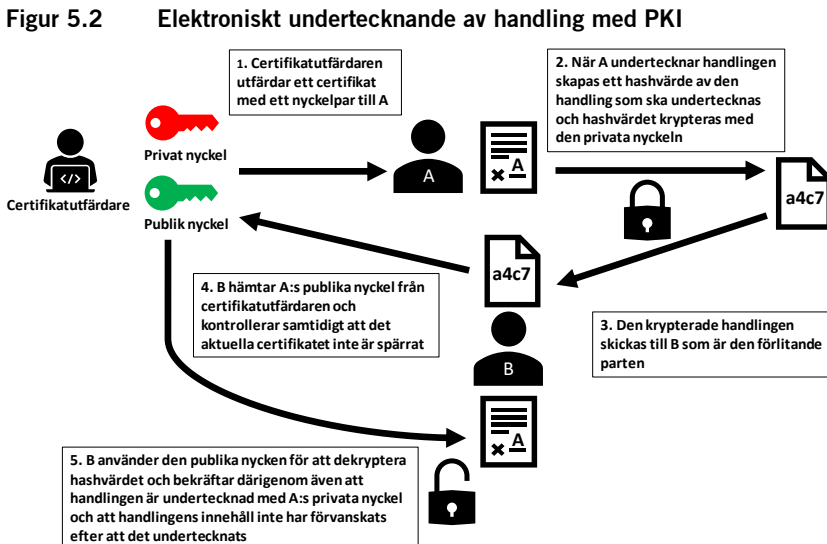 Figur 5.2 Elektroniskt undertecknande av handling med PKI
1. Certifikatutfärdaren
utfärdar ett certifikat
med ett nyckelpar till A
2. När A undertecknar handlingen
skapas ett hashvärde av den
handling som ska undertecknas
och hashvärdet krypteras med
den privata nyckeln
Privat nyckel
</>
Certifikatutfärdare
Publik nyckel
A
A
a4c7
a4c7
4. B hämtar A:s publika nyckel från
certifikatutfärdaren och
kontrollerar samtidigt att det
aktuella certifikatet inte är spärrat
3. Den krypterade handlingen
skickas till B som är den förlitande
parten
B
A
5. B använder den publika nycken för att dekryptera
hashvärdet och bekräftar därigenom även att
handlingen är undertecknad med A:s privata nyckel
och att handlingens innehåll inte har förvanskats
efter att det undertecknats